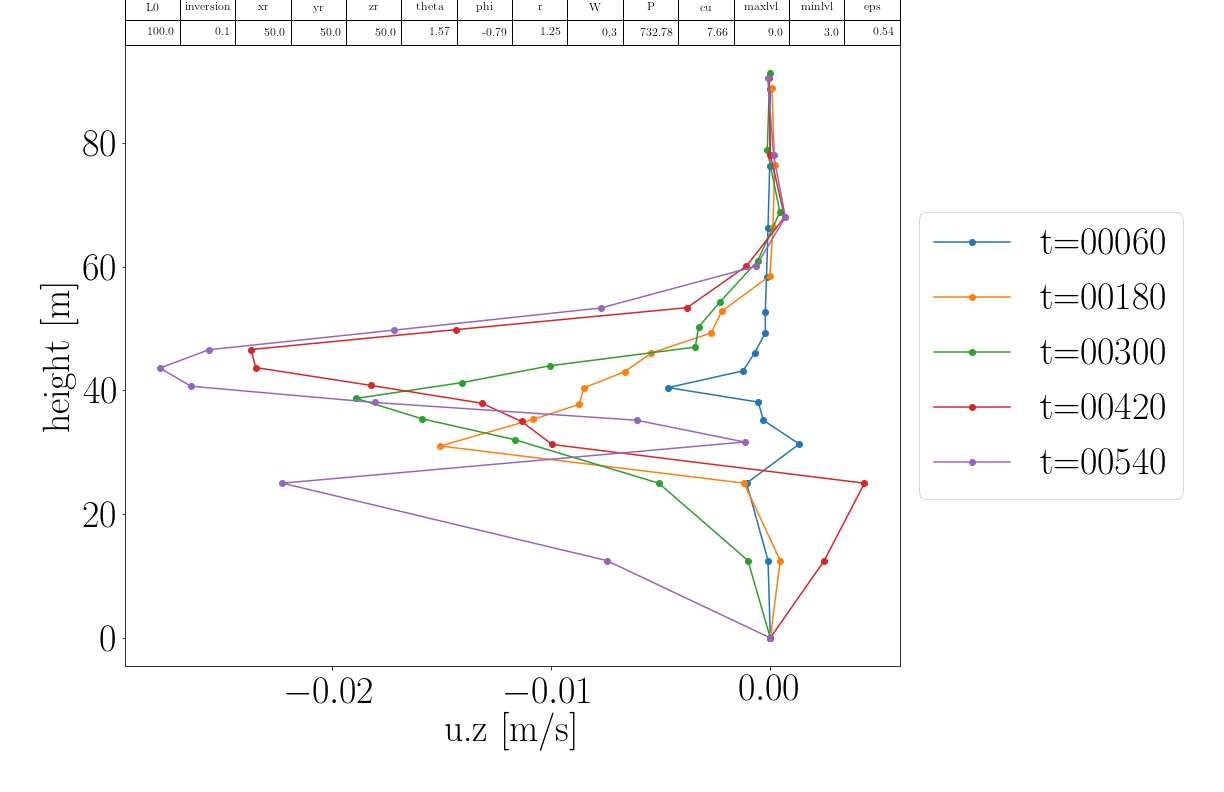 L0 inversion xr yr zr theta phi r W P cu maxlvl minlvl eps
100.0 0.1 50.0 50.0 50.0 1.57 -0.79 1.25 0.3 732.78 7.66 9.0 3.0 0.54
80
60
40
20
0
height [m]
−0.02 −0.01 0.00
u.z [m/s]
t=00060
t=00180
t=00300
t=00420
t=00540